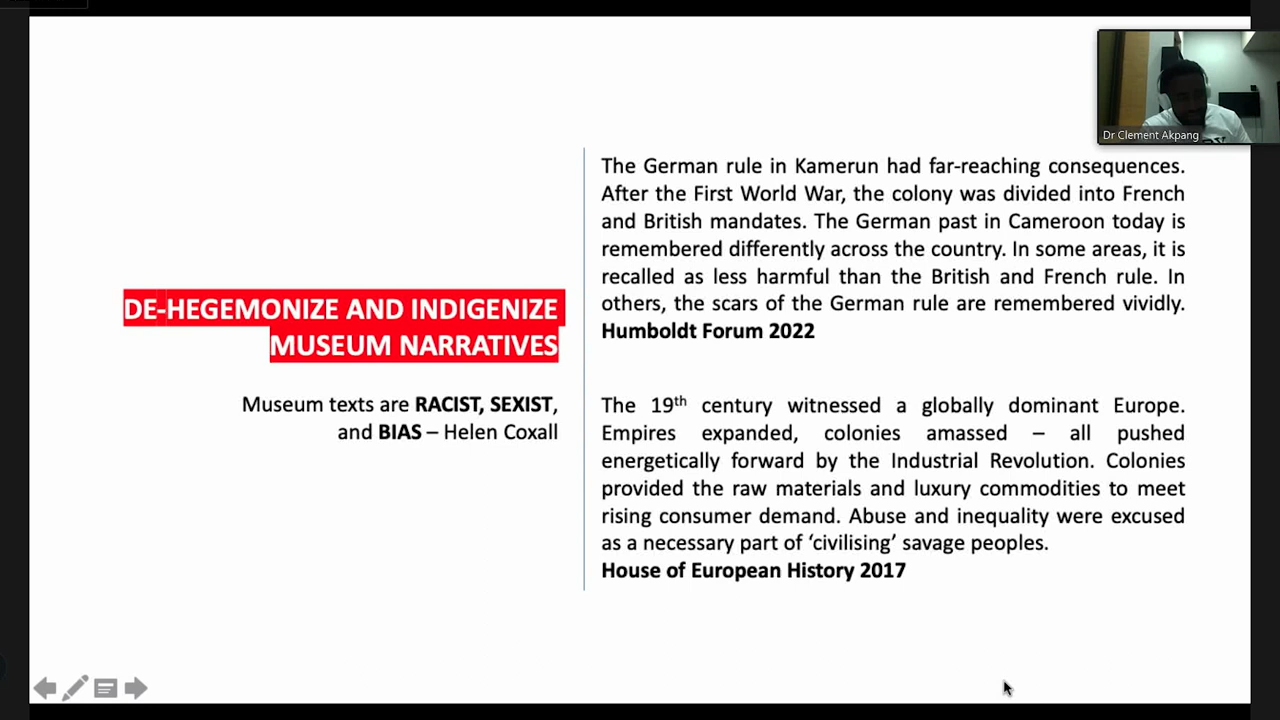 DE-HEGEMONIZE AND INDIGENIZE
MUSEUM NARRATIVES
Museum texts are RACIST, SEXIST,
and BIAS – Helen Coxall
The German rule in Kamerun had far-reaching consequences.
After the First World War, the colony was divided into French
and British mandates. The German past in Cameroon today is
remembered differently across the country. In some areas, it is
recalled as less harmful than the British and French rule. In
others, the scars of the German rule are remembered vividly.
Humboldt Forum 2022
The 19th century witnessed a globally dominant Europe.
Empires expanded, colonies amassed – all pushed
energetically forward by the Industrial Revolution. Colonies
provided the raw materials and luxury commodities to meet
rising consumer demand. Abuse and inequality were excused
as a necessary part of ‘civilising’ savage peoples.
House of European History 2017
Dr Clement Akpang